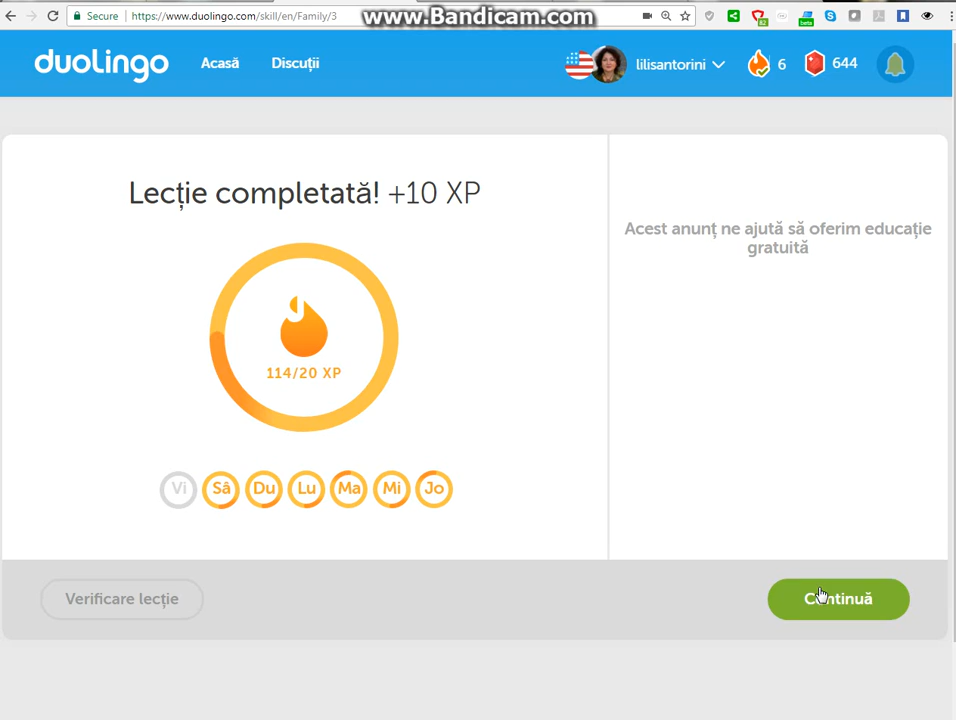 Secure https://www.duolingo.com/skill/en/Family/3
www.Bandicam.com
82
beta
duolingo
Acasă
Discuții
lilisantorini
6
644
Lecție completată! +10 XP
114/20 XP
Vi Sâ Du Lu Ma Mi Jo
Acest anunț ne ajută să oferim educație
gratuită
Verificare lecție
Continuă